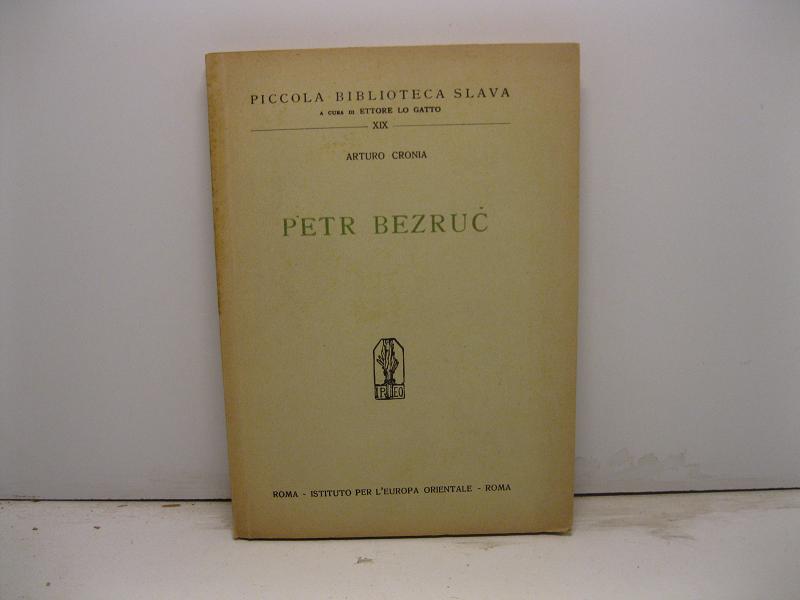 PICCOLA BIBLIOTECA SLAVA
A CURA DI ETTORE LO GATTO
XIX
ARTURO CRONIA
PETR BEZRUČ
IPEO
ROMA - ISTITUTO PER L'EUROPA ORIENTALE - ROMA